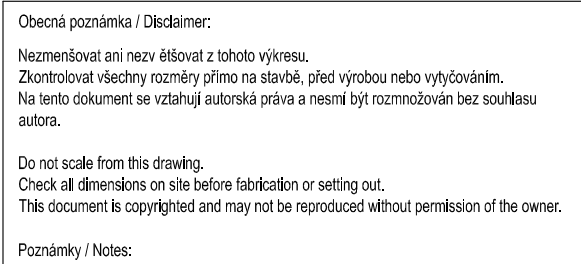 Obecná poznámka / Disclaimer:
Nezmenšovat ani nezv ětšovat z tohoto výkresu.
Zkontrolovat všechny rozměry přímo na stavbě, před výrobou nebo vytyčováním.
Na tento dokument se vztahují autorská práva a nesmí být rozmnožován bez souhlasu
autora.
Do not scale from this drawing.
Check all dimensions on site before fabrication or setting out.
This document is copyrighted and may not be reproduced without permission of the owner.
Poznámky / Notes: